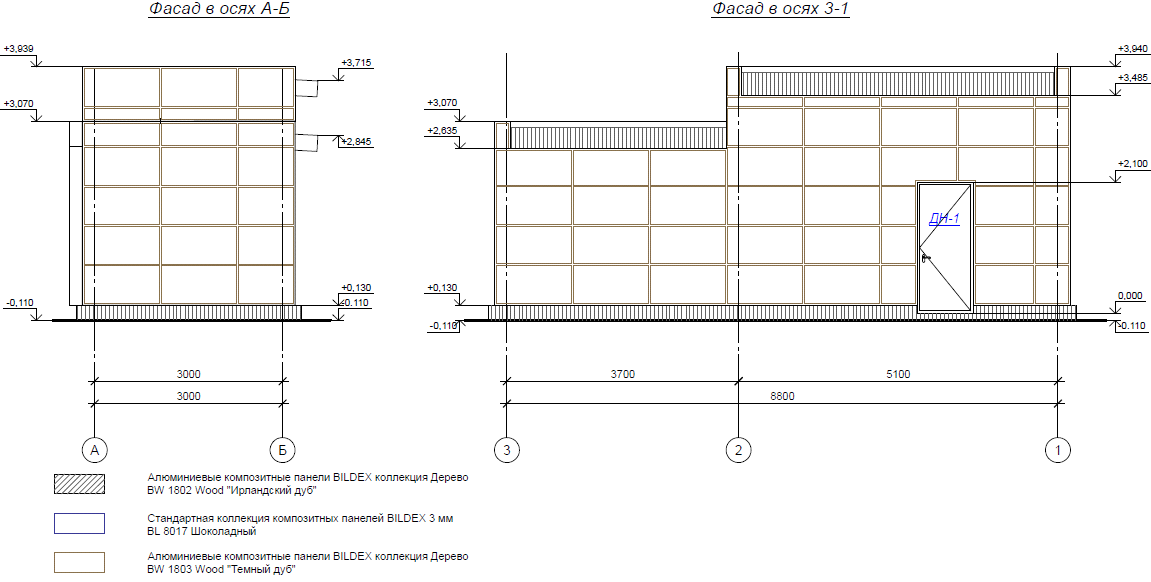 Фасад в осях А-Б
Фасад в осях 3-1
+3,939
+3,715
+3,070
+2,845
+0,130
-0,110
-0.110
3000
3000
А
Б
+3,940
+3,485
+3,070
+2,635
+2,100
ДН-1
+0,130
0,000
-0,110
-0.110
3700
5100
8800
3
2
1
Алюминиевые композитные панели BILDEX коллекция Дерево
BW 1802 Wood "Ирландский дуб"
Стандартная коллекция композитных панелей BILDEX 3 мм
BL 8017 Шоколадный
Алюминиевые композитные панели BILDEX коллекция Дерево
BW 1803 Wood "Темный дуб"